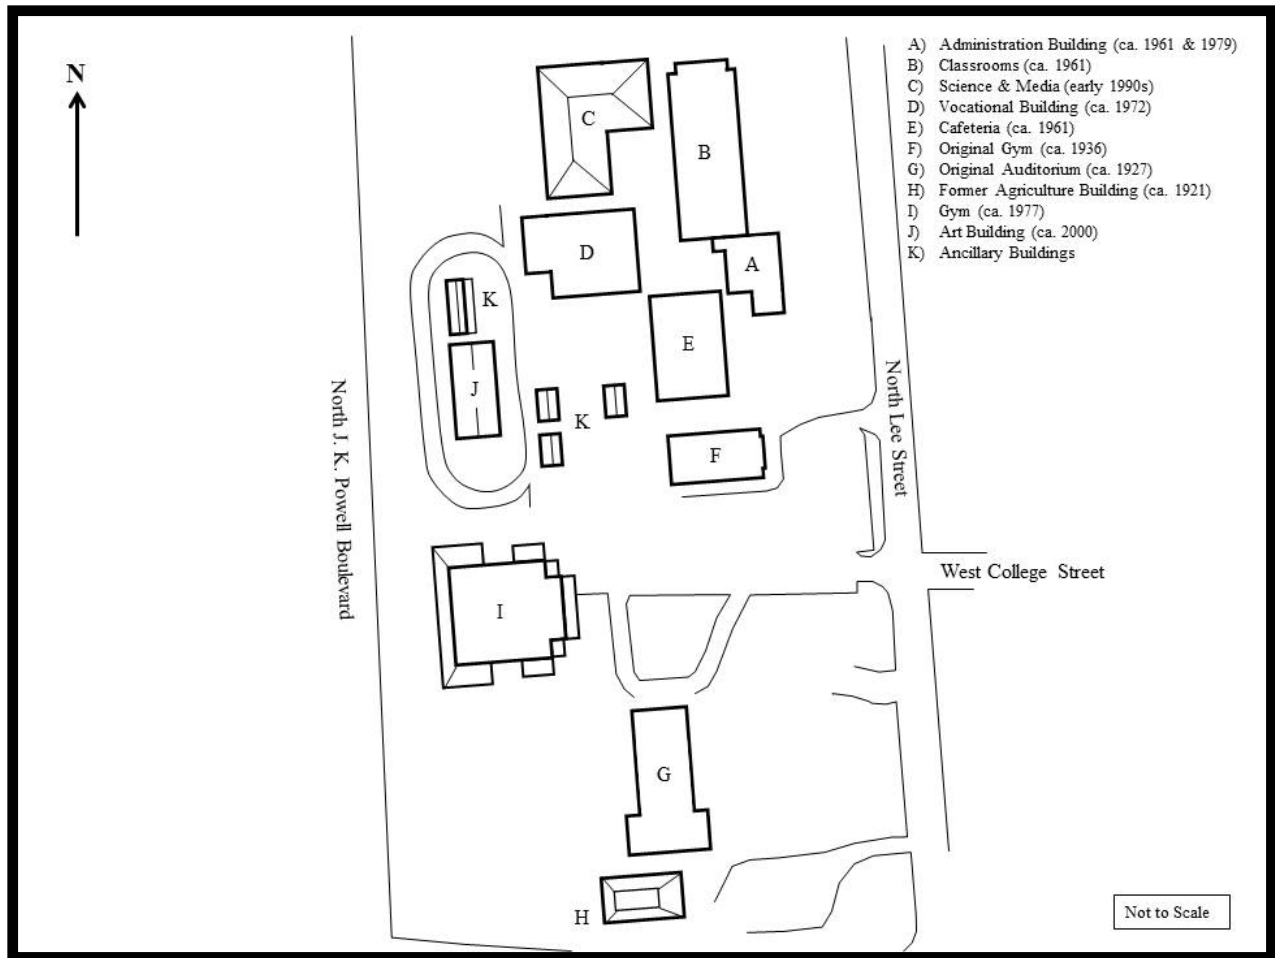 N
A) Administration Building (ca. 1961 & 1979)
B) Classrooms (ca. 1961)
C) Science & Media (early 1990s)
D) Vocational Building (ca. 1972)
E) Cafeteria (ca. 1961)
F) Original Gym (ca. 1936)
G) Original Auditorium (ca. 1927)
H) Former Agriculture Building (ca. 1921)
I) Gym (ca. 1977)
J) Art Building (ca. 2000)
K) Ancillary Buildings
C
B
D
A
K
E
J
K
F
North J. K. Powell Boulevard
North Lee Street
West College Street
I
G
H
Not to Scale